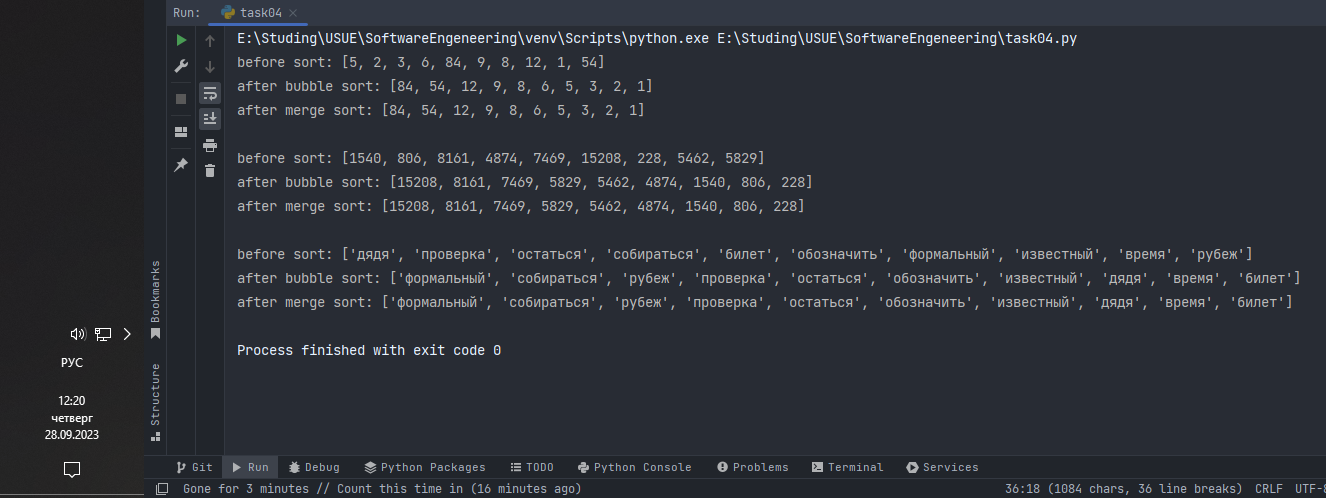 Run: task04
E:\Studing\USUE\SoftwareEngeneering\venv\Scripts\python.exe E:\Studing\USUE\SoftwareEngeneering\task04.py
before sort: [5, 2, 3, 6, 84, 9, 8, 12, 1, 54]
after bubble sort: [84, 54, 12, 9, 8, 6, 5, 3, 2, 1]
after merge sort: [84, 54, 12, 9, 8, 6, 5, 3, 2, 1]
before sort: [1540, 806, 8161, 4874, 7469, 15208, 228, 5462, 5829]
after bubble sort: [15208, 8161, 7469, 5829, 5462, 4874, 1540, 806, 228]
after merge sort: [15208, 8161, 7469, 5829, 5462, 4874, 1540, 806, 228]
before sort: ['дядя', 'проверка', 'остаться', 'собираться', 'билет', 'обозначить', 'формальный', 'известный', 'время', 'рубеж']
after bubble sort: ['формальный', 'собираться', 'рубеж', 'проверка', 'остаться', 'обозначить', 'известный', 'дядя', 'время', 'билет']
after merge sort: ['формальный', 'собираться', 'рубеж', 'проверка', 'остаться', 'обозначить', 'известный', 'дядя', 'время', 'билет']
Process finished with exit code 0
Bookmarks
Structure
РУС
12:20
четверг
28.09.2023
Git Run Debug Python Packages TODO Python Console Problems Terminal Services
Gone for 3 minutes // Count this time in (16 minutes ago) 36:18 (1084 chars, 36 line breaks) CRLF UTF-8